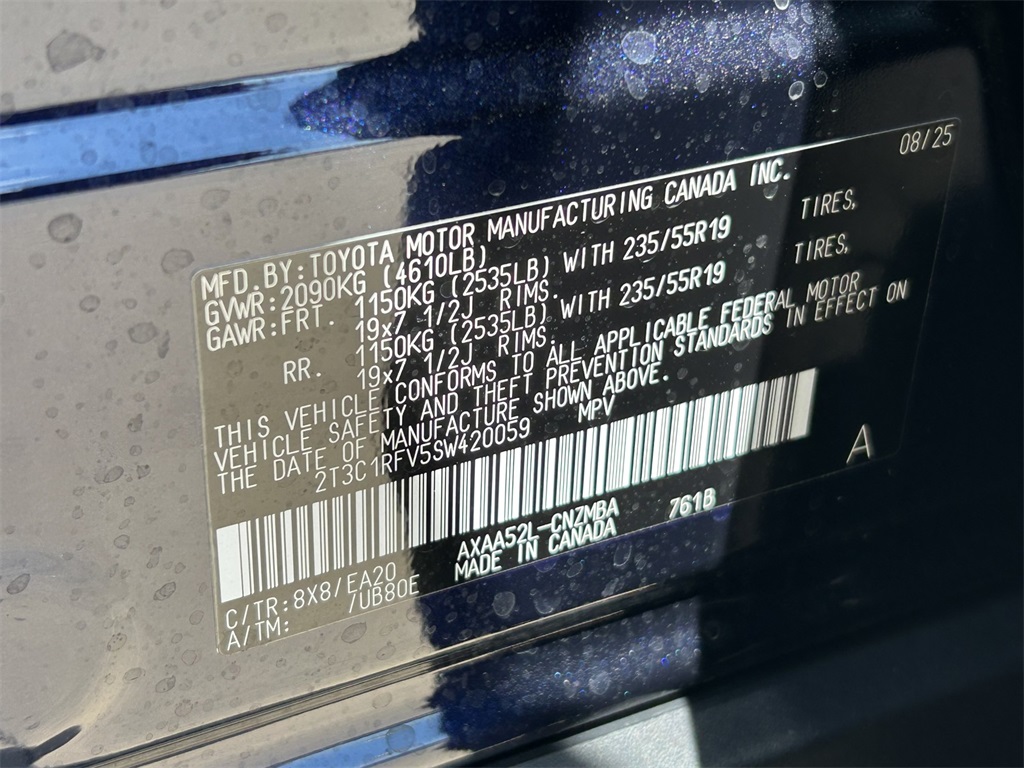 08/25
MFD.BY:TOYOTA MOTOR MANUFACTURING CANADA INC.
GVWR:2090KG (4610LB)
GAWR:FRT. 1150KG (2535LB) WITH 235/55R19 TIRES,
19x7 1/2J RIMS.
RR. 1150KG (2535LB) WITH 235/55R19 TIRES,
19x7 1/2J RIMS.
THIS VEHICLE CONFORMS TO ALL APPLICABLE FEDERAL MOTOR
VEHICLE SAFETY AND THEFT PREVENTION STANDARDS IN EFFECT ON
THE DATE OF MANUFACTURE SHOWN ABOVE.
2T3C1RFV5SW420059 MPV
A
C/TR:8X8/EA20 AXAA52L-CNZMBA 761B
/UB80E MADE IN CANADA
A/TM: